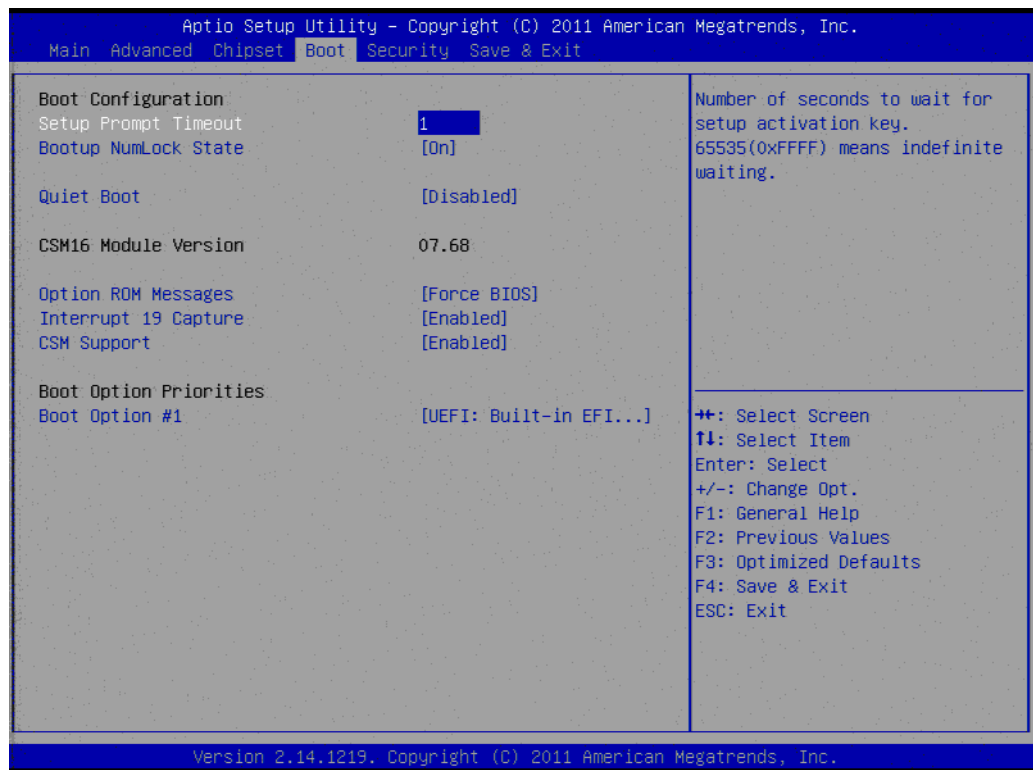 Aptio Setup Utility – Copyright (C) 2011 American Megatrends, Inc.
Main Advanced Chipset Boot Security Save & Exit
Boot Configuration
Setup Prompt Timeout 1
Bootup NumLock State [On]
Quiet Boot [Disabled]
CSM16 Module Version 07.68
Option ROM Messages [Force BIOS]
Interrupt 19 Capture [Enabled]
CSM Support [Enabled]
Boot Option Priorities
Boot Option #1 [UEFI: Built-in EFI...]
Number of seconds to wait for
setup activation key.
65535(0xFFFF) means indefinite
waiting.
→←: Select Screen
↑↓: Select Item
Enter: Select
+/-: Change Opt.
F1: General Help
F2: Previous Values
F3: Optimized Defaults
F4: Save & Exit
ESC: Exit
Version 2.14.1219. Copyright (C) 2011 American Megatrends, Inc.